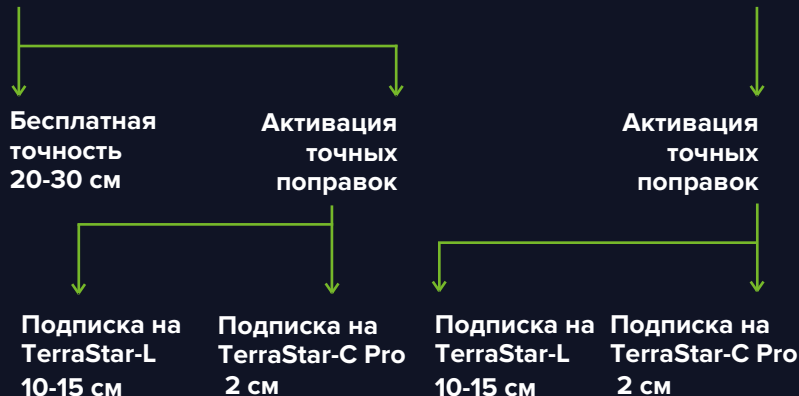 Бесплатная
точность
20-30 см
Активация
точных
поправок
Активация
точных
поправок
Подписка на
TerraStar-L
10-15 см
Подписка на
TerraStar-C Pro
2 см
Подписка на
TerraStar-L
10-15 см
Подписка на
TerraStar-C Pro
2 см